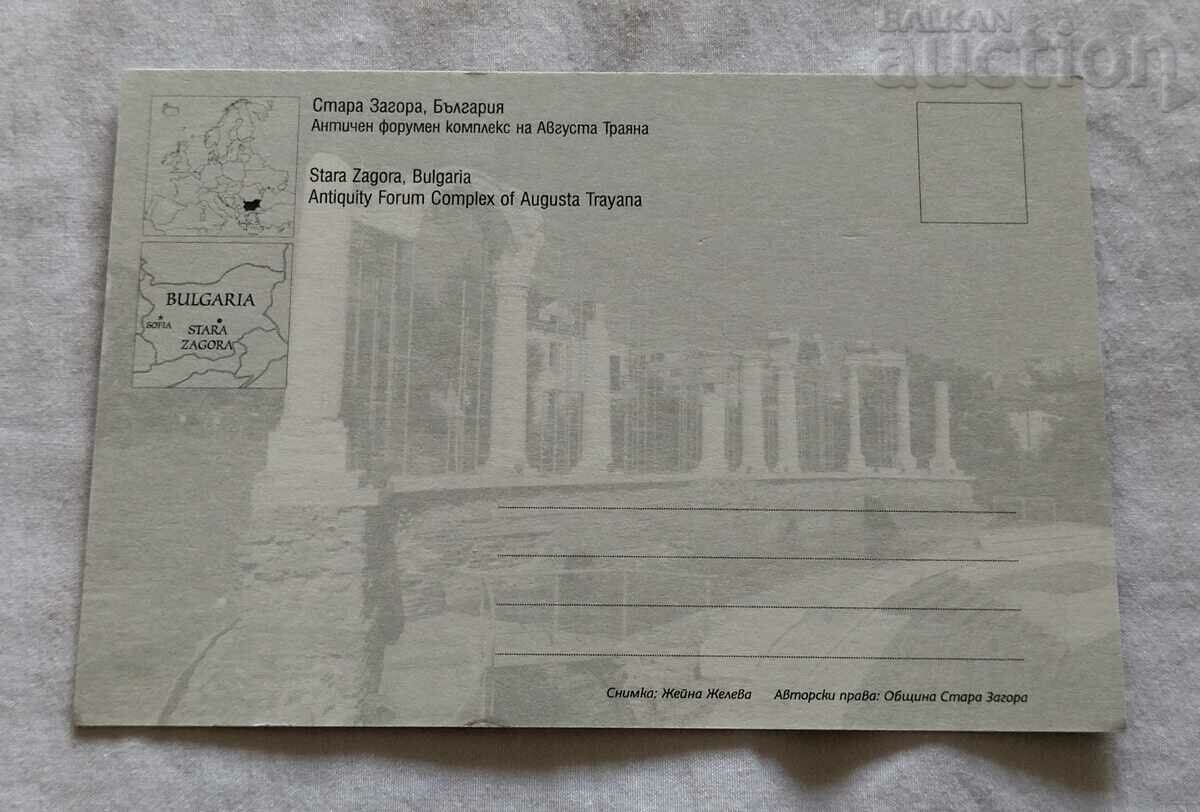 BALKAN
auction
Стара Загора, България
Античен форумен комплекс на Августа Траяна
Stara Zagora, Bulgaria
Antiquity Forum Complex of Augusta Trayana
BULGARIA
SOFIA
STARA
ZAGORA
Снимка: Жейна Желева Авторски права: Община Стара Загора